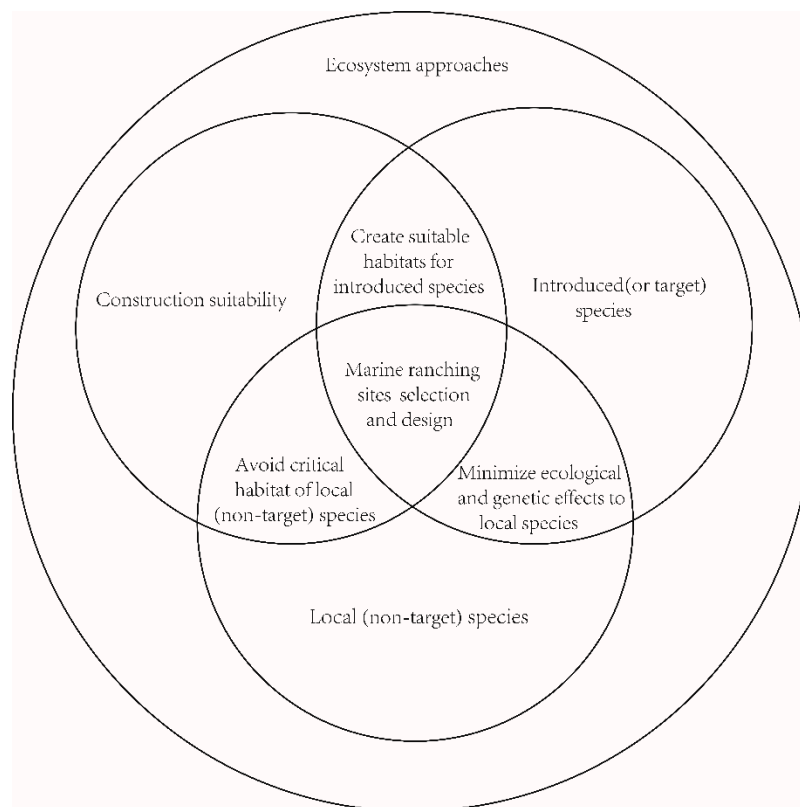 Ecosystem approaches
Create suitable
habitats for
introduced species
Construction suitability
Introduced(or target)
species
Marine ranching
sites selection
and design
Avoid critical
habitat of local
(non-target) species
Minimize ecological
and genetic effects to
local species
Local (non-target) species